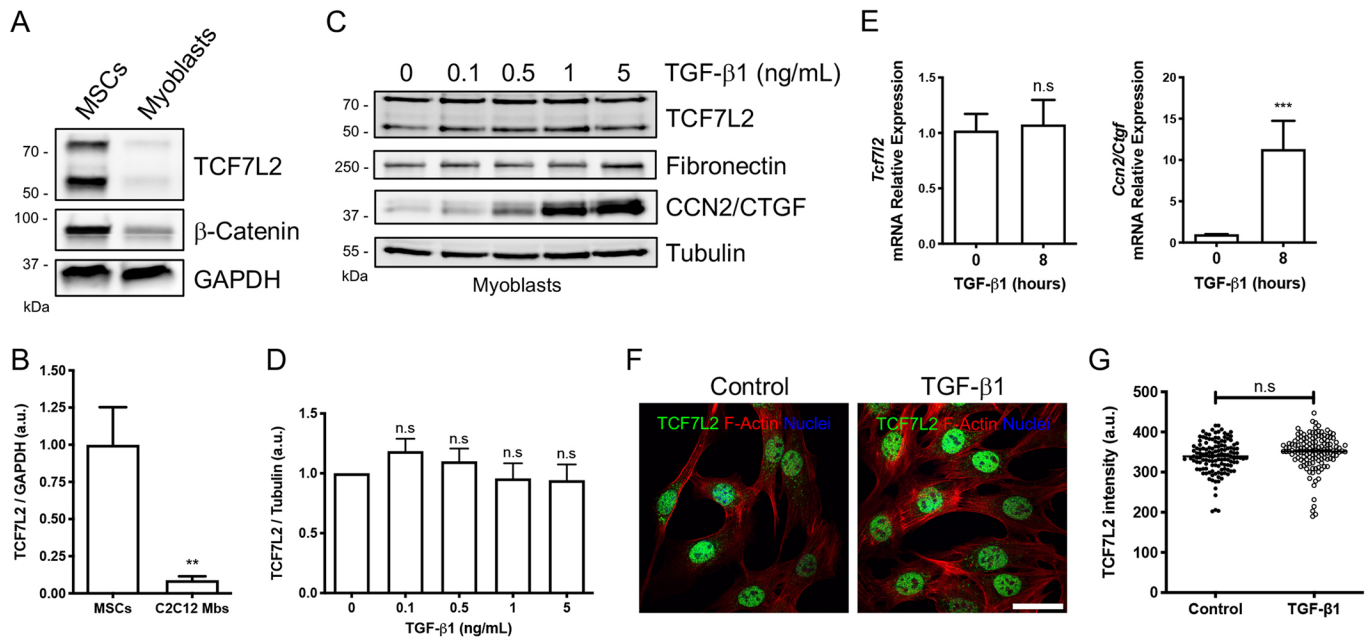 A
MSCs
Myoblasts
70 -
TCF7L2
50 -
100 -
β-Catenin
37 -
GAPDH
kDa
B
TCF7L2 / GAPDH (a.u.)
1.50
1.25
1.00
0.75
0.50
0.25
0.00
**
MSCs C2C12 Mbs
C
0 0.1 0.5 1 5 TGF-β1 (ng/mL)
70 -
TCF7L2
50 -
250 -
Fibronectin
CCN2/CTGF
37 -
55 -
Tubulin
kDa
Myoblasts
D
TCF7L2 / Tubulin (a.u.)
1.5
1.0
0.5
0.0
n.s n.s n.s n.s
0 0.1 0.5 1 5
TGF-β1 (ng/mL)
E
Tcf7l2
mRNA Relative Expression
1.5
1.0
0.5
0.0
n.s
0 8
TGF-β1 (hours)
Ccn2/Ctgf
mRNA Relative Expression
20
15
10
5
0
***
0 8
TGF-β1 (hours)
F
Control
TCF7L2 F-Actin Nuclei
TGF-β1
TCF7L2 F-Actin Nuclei
G
TCF7L2 intensity (a.u.)
500
400
300
200
100
0
n.s
Control TGF-β1